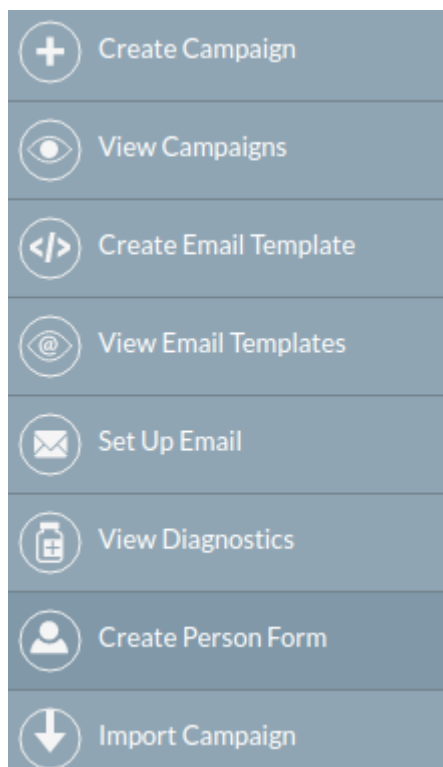 Create Campaign
View Campaigns
</>
Create Email Template
@
View Email Templates
Set Up Email
View Diagnostics
Create Person Form
Import Campaign